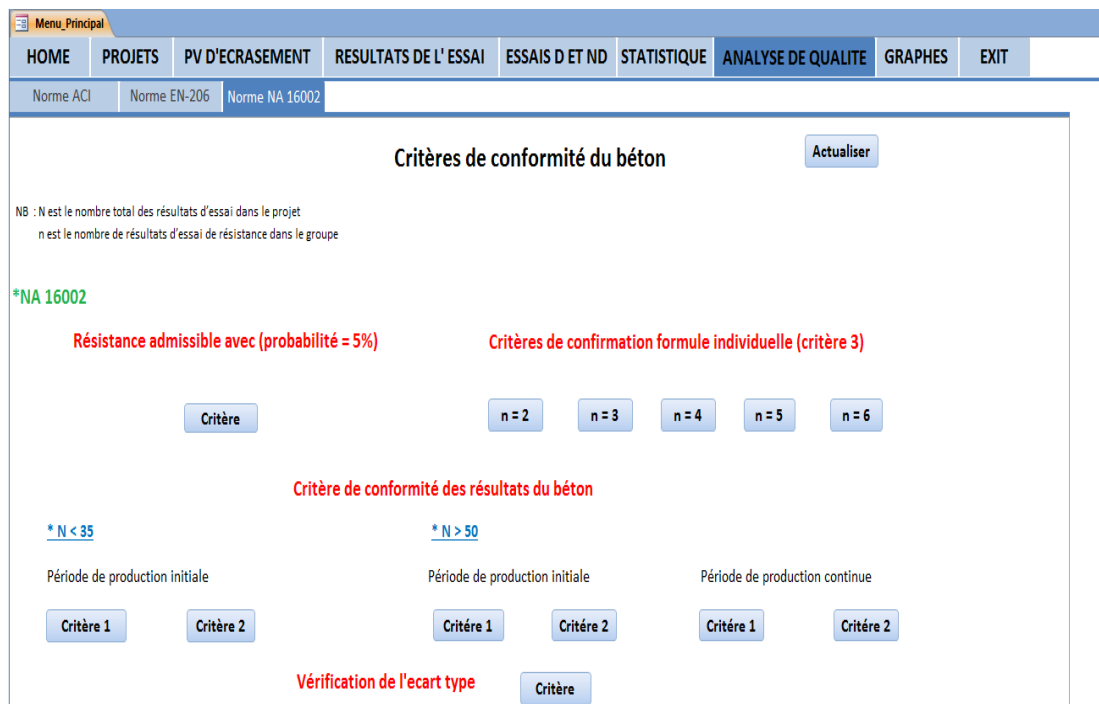 Menu_Principal
HOME PROJETS PV D'ECRASEMENT RESULTATS DE L' ESSAI ESSAIS D ET ND STATISTIQUE ANALYSE DE QUALITE GRAPHES EXIT
Norme ACI Norme EN-206 Norme NA 16002
Critères de conformité du béton Actualiser
NB : N est le nombre total des résultats d'essai dans le projet
n est le nombre de résultats d'essai de résistance dans le groupe
*NA 16002
Résistance admissible avec (probabilité = 5%) Critères de confirmation formule individuelle (critère 3)
Critère n = 2 n = 3 n = 4 n = 5 n = 6
Critère de conformité des résultats du béton
* N < 35 * N > 50
Période de production initiale Période de production initiale Période de production continue
Critère 1 Critère 2 Critére 1 Critére 2 Critére 1 Critére 2
Vérification de l'ecart type Critère